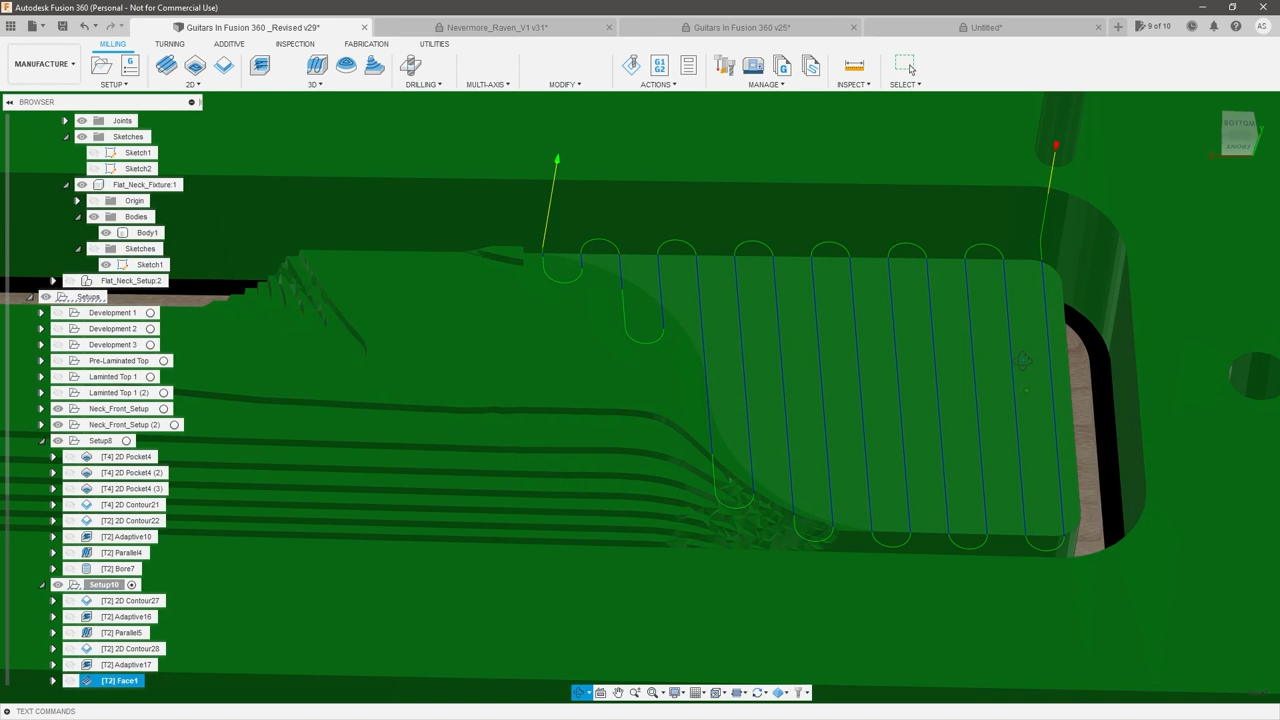 Autodesk Fusion 360 (Personal - Not for Commercial Use)
Guitars In Fusion 360 _Revised v29*
Nevermore_Raven_V1 v31*
Guitars In Fusion 360 v25*
Untitled*
9 of 10
AS
MILLING
TURNING
ADDITIVE
INSPECTION
FABRICATION
UTILITIES
MANUFACTURE
G1
G2
SETUP
2D
3D
DRILLING
MULTI-AXIS
MODIFY
ACTIONS
MANAGE
INSPECT
SELECT
BROWSER
BOTTOM
FRONT
Joints
Sketches
Sketch1
Sketch2
Flat_Neck_Fixture:1
Origin
Bodies
Body1
Sketches
Sketch1
Flat_Neck_Setup:2
Setups
Development 1
Development 2
Development 3
Pre-Laminated Top
Laminted Top 1
Laminted Top 1 (2)
Neck_Front_Setup
Neck_Front_Setup (2)
Setup8
[T4] 2D Pocket4
[T4] 2D Pocket4 (2)
[T4] 2D Pocket4 (3)
[T4] 2D Contour21
[T2] 2D Contour22
[T2] Adaptive10
[T2] Parallel4
[T2] Bore7
Setup10
[T2] 2D Contour27
[T2] Adaptive16
[T2] Parallel5
[T2] 2D Contour28
[T2] Adaptive17
[T2] Face1
TEXT COMMANDS